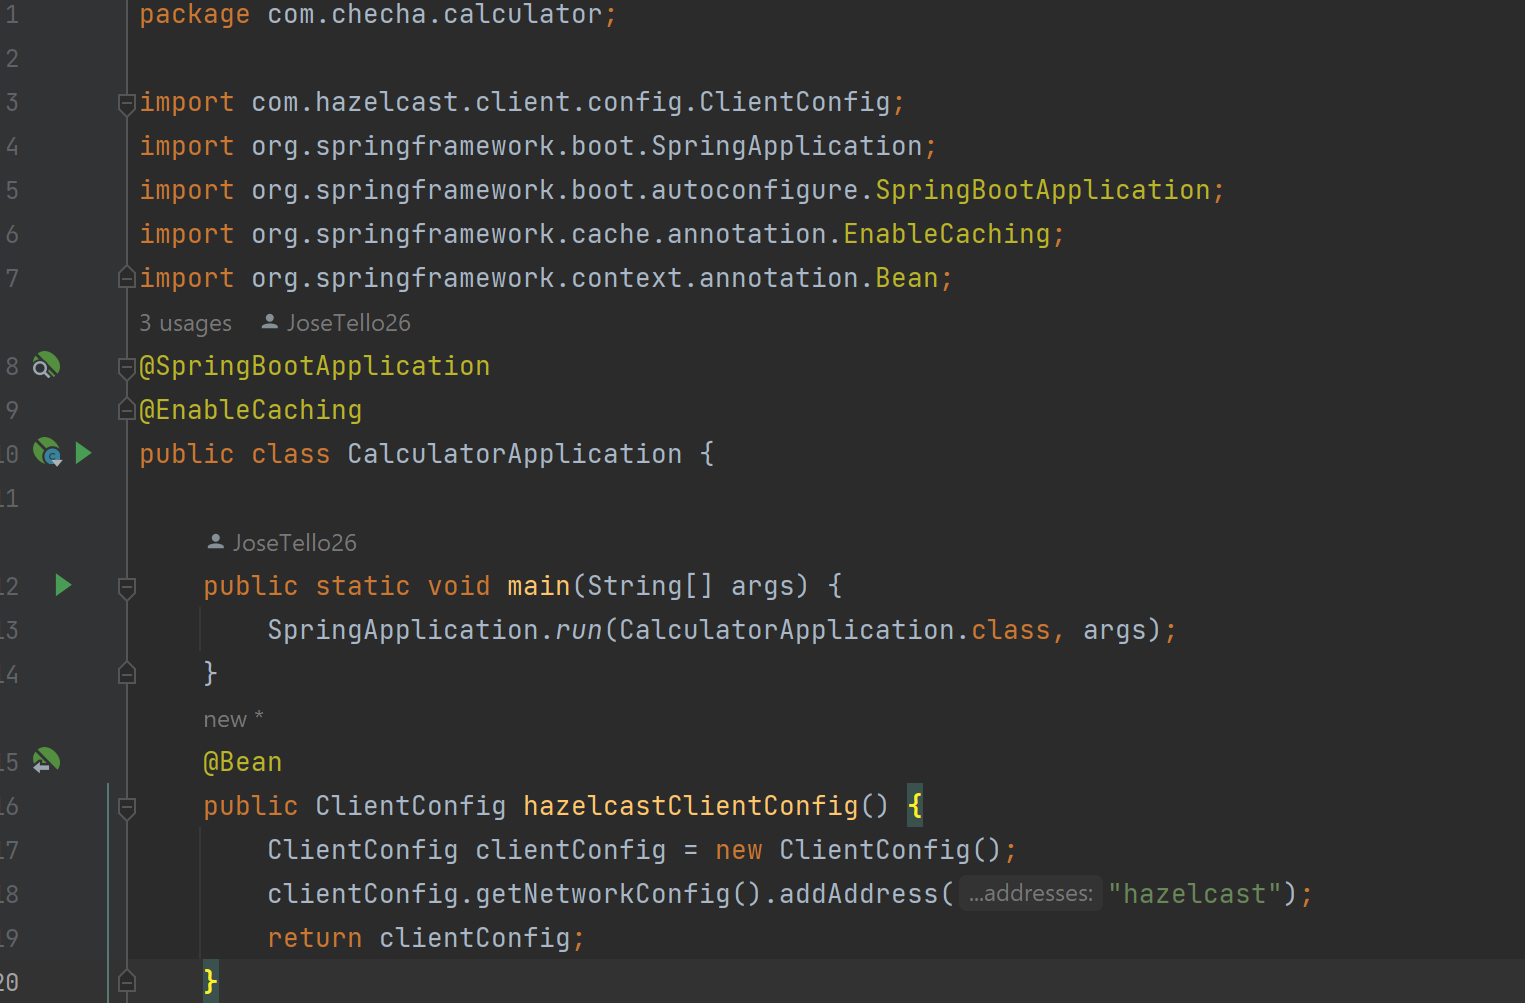 1 package com.checha.calculator;
2
3 import com.hazelcast.client.config.ClientConfig;
4 import org.springframework.boot.SpringApplication;
5 import org.springframework.boot.autoconfigure.SpringBootApplication;
6 import org.springframework.cache.annotation.EnableCaching;
7 import org.springframework.context.annotation.Bean;
3 usages JoseTello26
8 @SpringBootApplication
9 @EnableCaching
10 public class CalculatorApplication {
11
JoseTello26
12 public static void main(String[] args) {
13 SpringApplication.run(CalculatorApplication.class, args);
14 }
new *
15 @Bean
16 public ClientConfig hazelcastClientConfig() {
17 ClientConfig clientConfig = new ClientConfig();
18 clientConfig.getNetworkConfig().addAddress( ...addresses: "hazelcast");
19 return clientConfig;
20 }